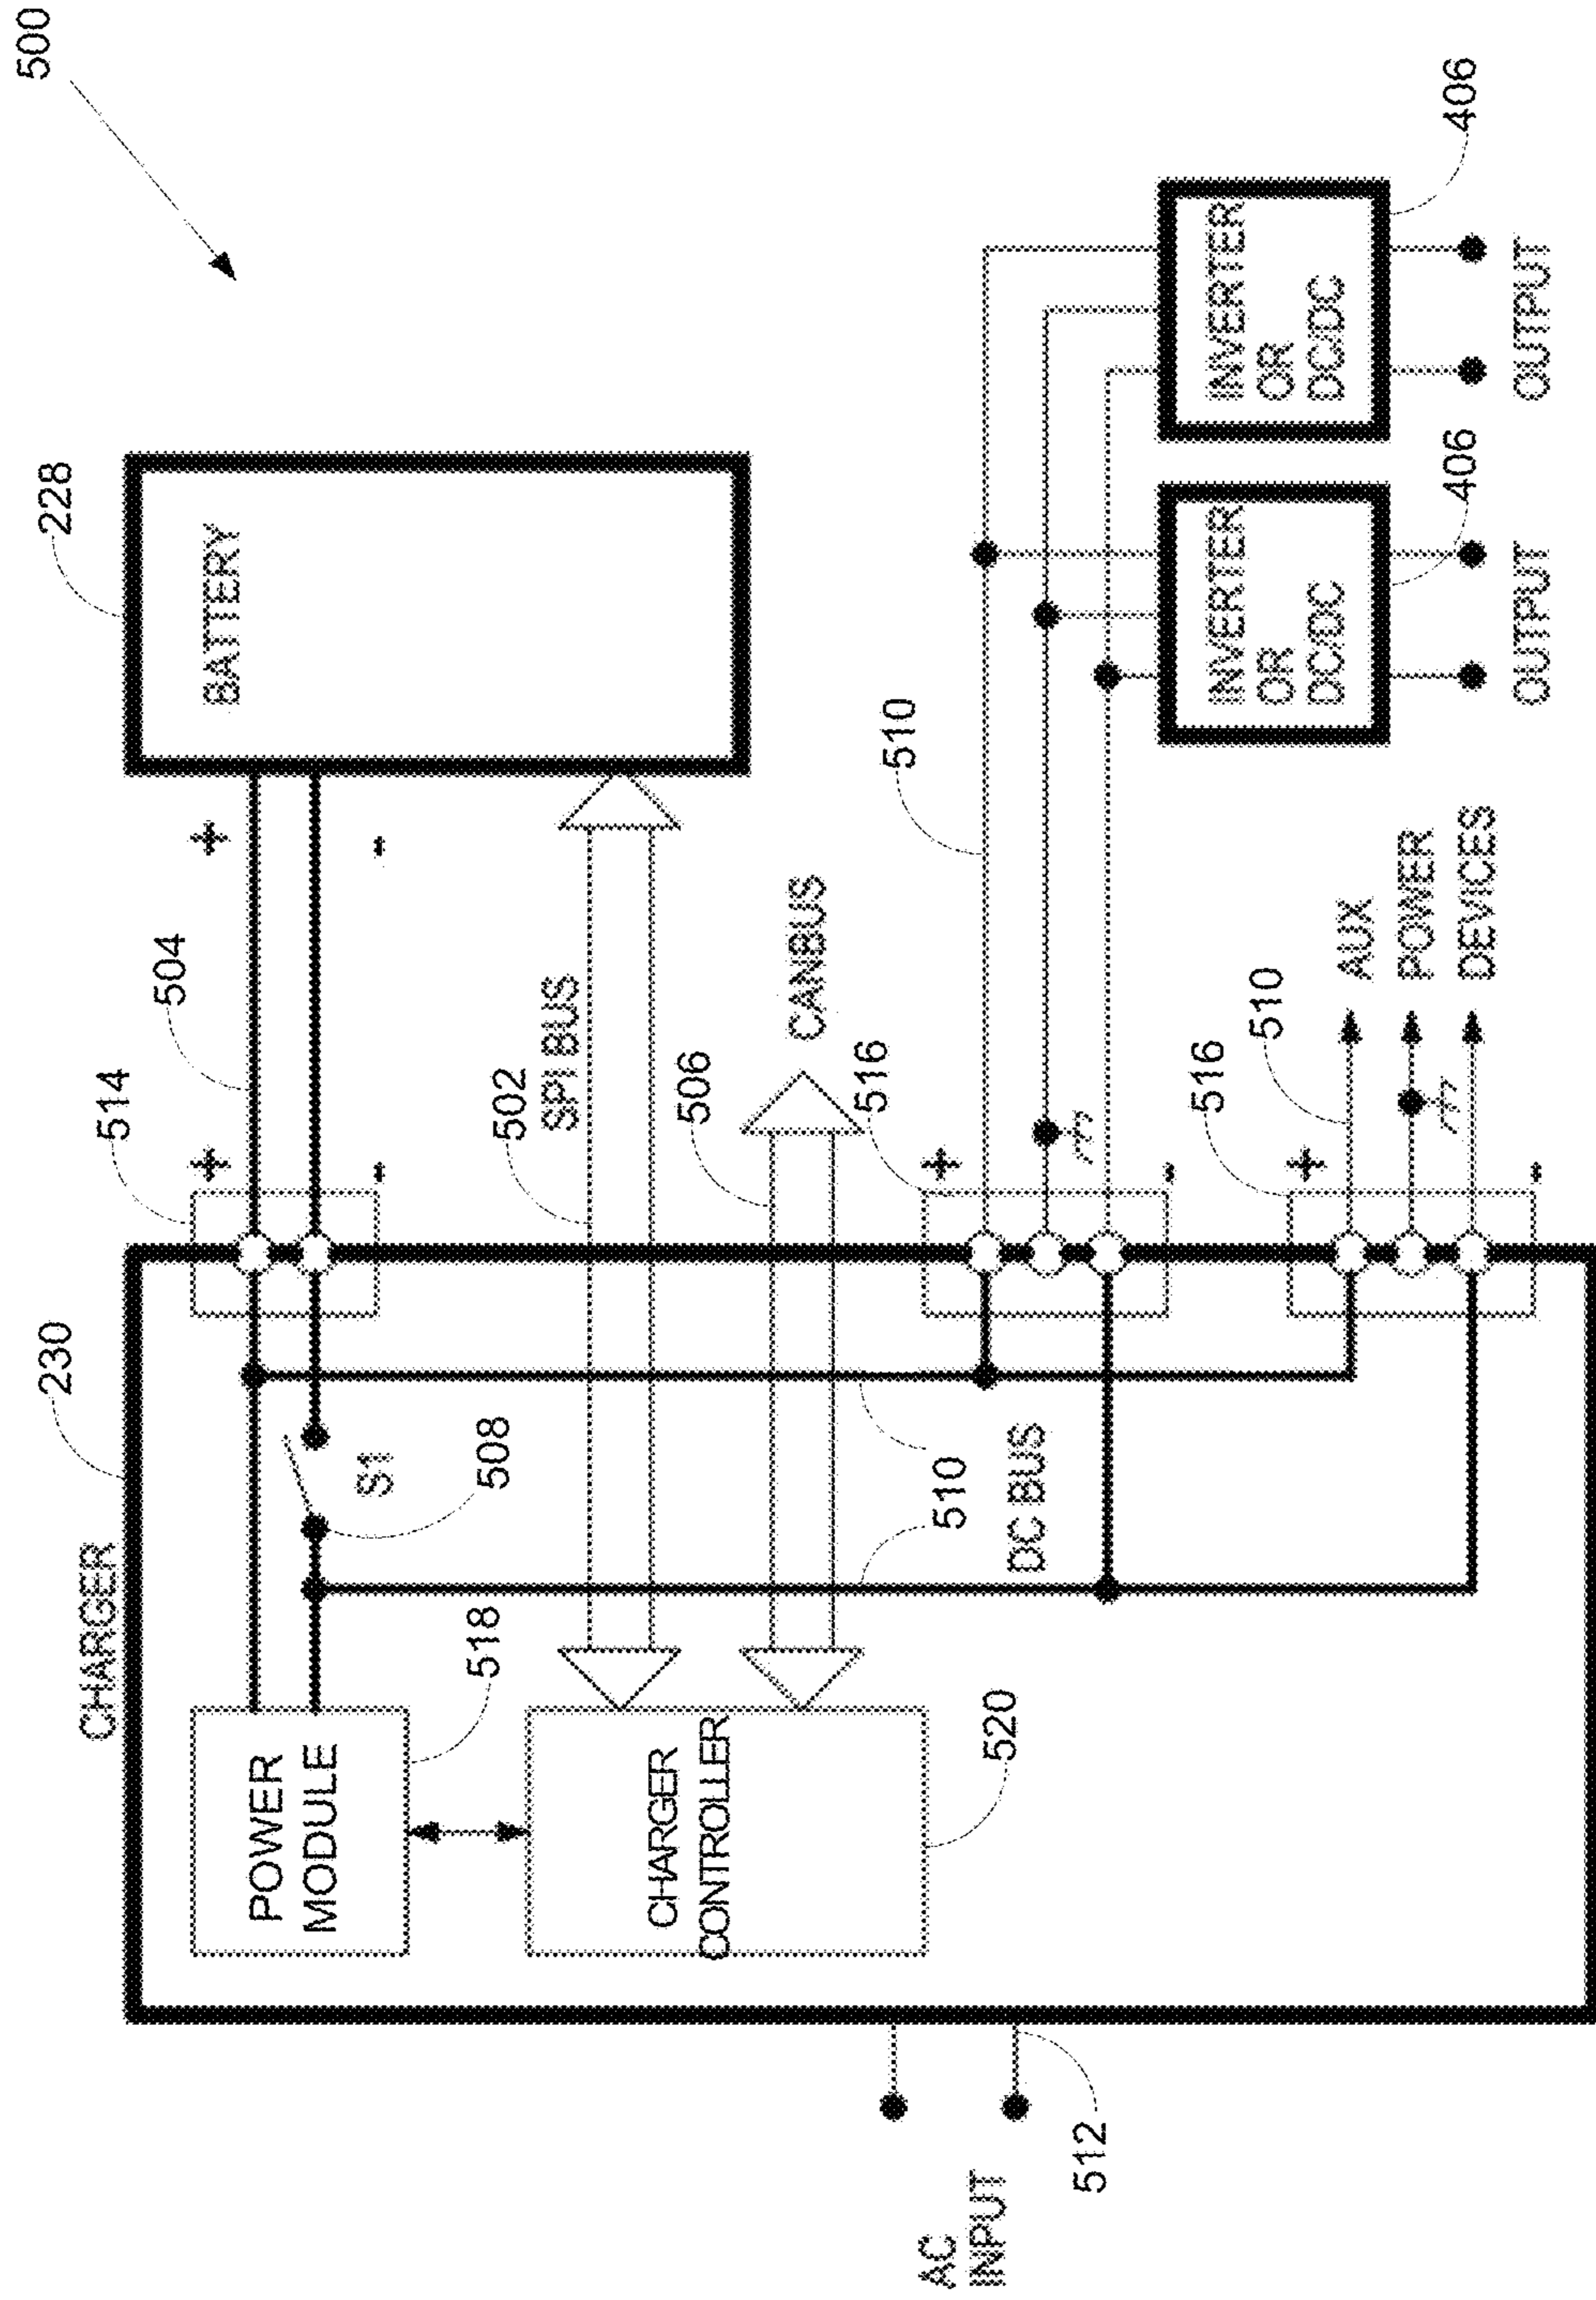 500
CHARGER
230
514
504
228
+
+
BATTERY
-
-
POWER
MODULE
518
S1
508
502
SPI BUS
CHARGER
CONTROLLER
520
506
CANBUS
510
DC BUS
516
+
-
510
INVERTER
OR
DC/DC
406
OUTPUT
INVERTER
OR
DC/DC
406
OUTPUT
516
+
-
510
AUX
POWER
DEVICES
AC
INPUT
512